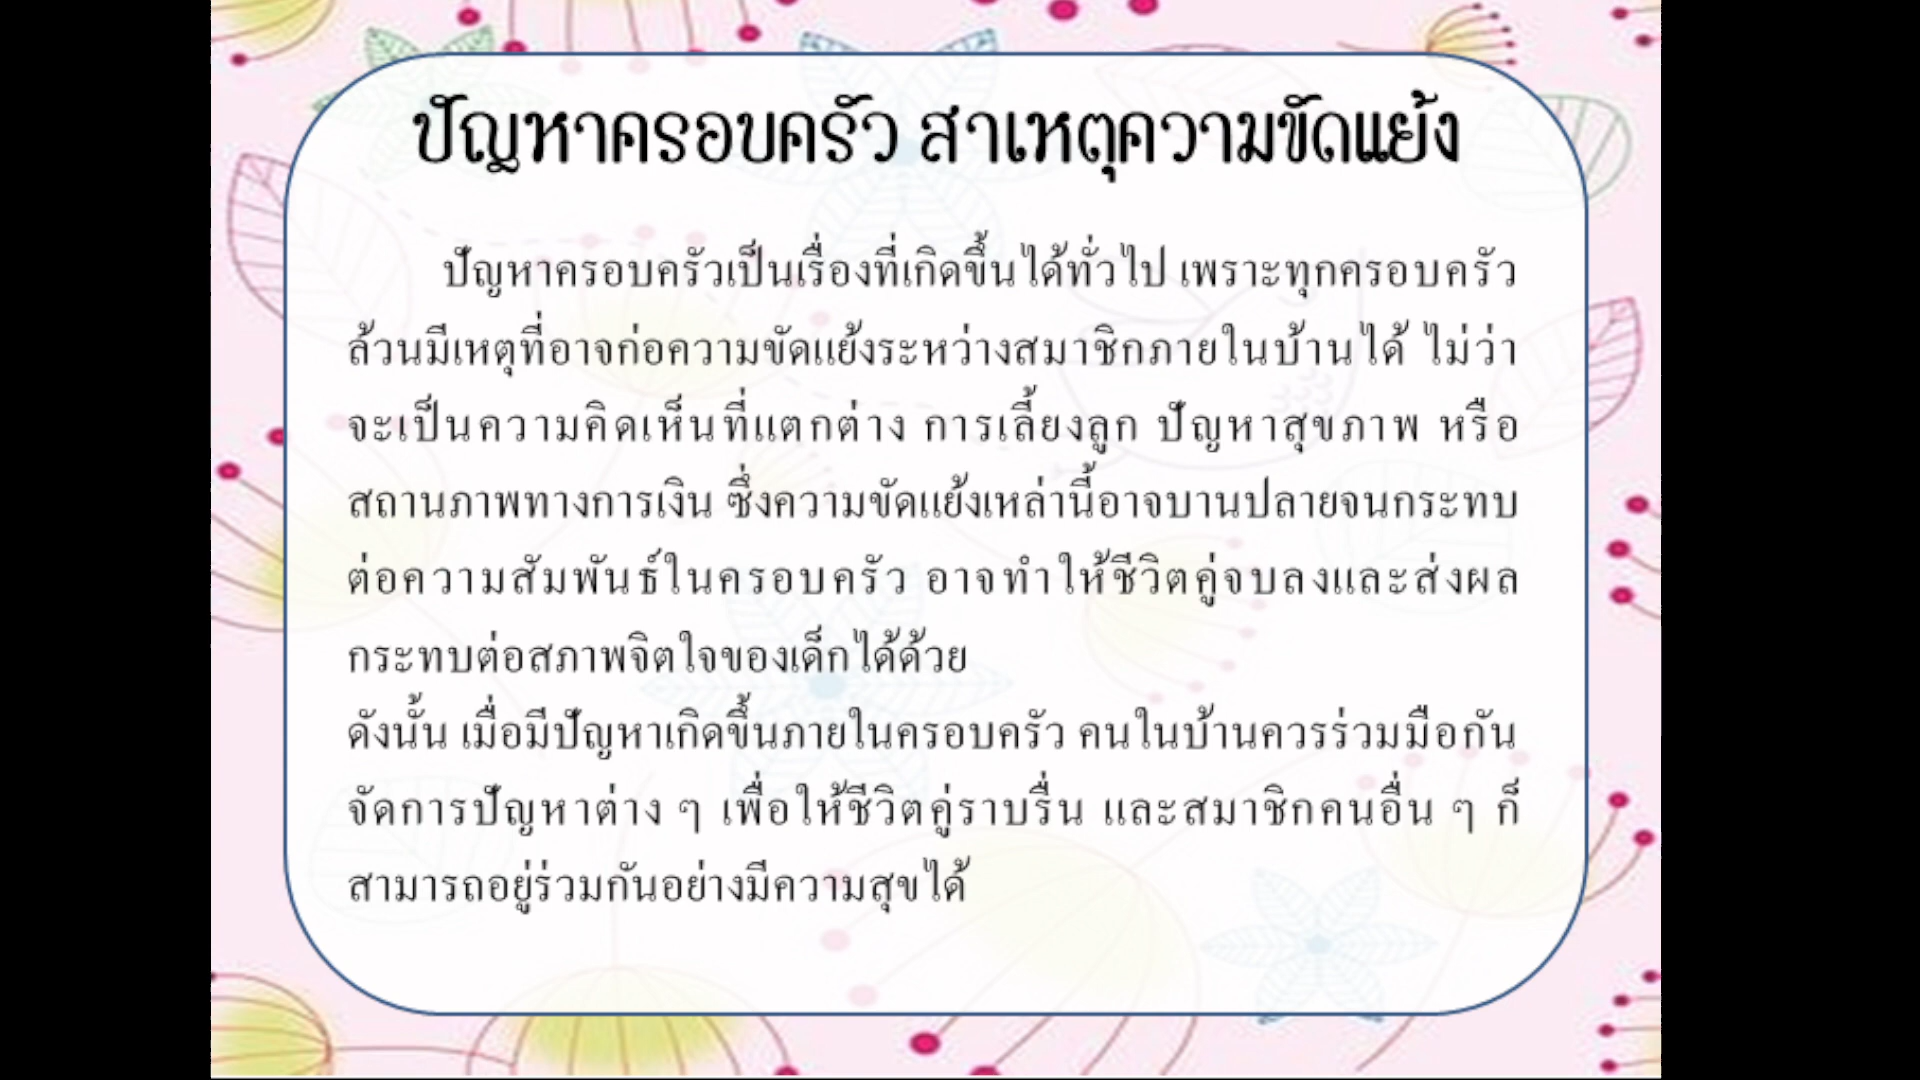 ปัญหาครอบครัว สาเหตุความขัดแย้ง
ปัญหาครอบครัวเป็นเรื่องที่เกิดขึ้นได้ทั่วไป เพราะทุกครอบครัว
ล้วนมีเหตุที่อาจก่อความขัดแย้งระหว่างสมาชิกภายในบ้านได้ ไม่ว่า
จะเป็นความคิดเห็นที่แตกต่าง การเลี้ยงลูก ปัญหาสุขภาพ หรือ
สถานภาพทางการเงิน ซึ่งความขัดแย้งเหล่านี้อาจบานปลายจนกระทบ
ต่อความสัมพันธ์ในครอบครัว อาจทำให้ชีวิตคู่จบลงและส่งผล
กระทบต่อสภาพจิตใจของเด็กได้ด้วย
ดังนั้น เมื่อมีปัญหาเกิดขึ้นภายในครอบครัว คนในบ้านควรร่วมมือกัน
จัดการปัญหาต่าง ๆ เพื่อให้ชีวิตคู่ราบรื่น และสมาชิกคนอื่น ๆ ก็
สามารถอยู่ร่วมกันอย่างมีความสุขได้